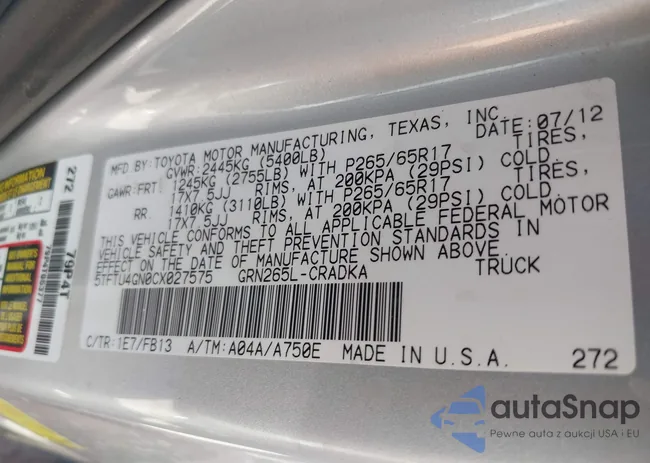 MFD.BY:TOYOTA MOTOR MANUFACTURING, TEXAS, INC.
GVWR:2445KG (5400LB) DATE:07/12
GAWR:FRT: 1245KG (2755LB) WITH P265/65R17 TIRES,
17X7.5JJ RIMS, AT 200KPA (29PSI) COLD.
RR. 1410KG (3110LB) WITH P265/65R17 TIRES,
17X7.5JJ RIMS, AT 200KPA (29PSI) COLD.
THIS VEHICLE CONFORMS TO ALL APPLICABLE FEDERAL MOTOR
VEHICLE SAFETY AND THEFT PREVENTION STANDARDS IN
EFFECT ON THE DATE OF MANUFACTURE SHOWN ABOVE.
5TFTU4GN0CX027575 GRN265L-CRADKA TRUCK
C/TR:1E7/FB13 A/TM:A04A/A750E MADE IN U.S.A. 272
272
79P4T
autaSnap
Pewne auta z aukcji USA i EU